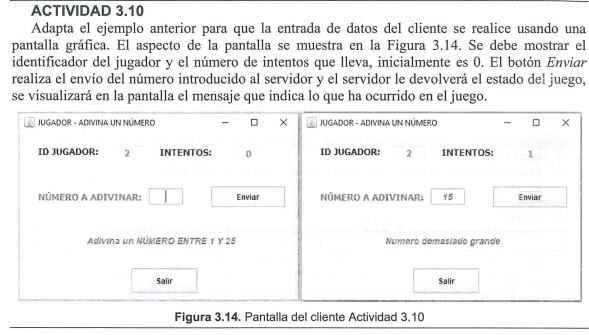 ACTIVIDAD 3.10
Adapta el ejemplo anterior para que la entrada de datos del cliente se realice usando una
pantalla gráfica. El aspecto de la pantalla se muestra en la Figura 3.14. Se debe mostrar el
identificador del jugador y el número de intentos que lleva, inicialmente es 0. El botón Enviar
realiza el envío del número introducido al servidor y el servidor le devolverá el estado del juego,
se visualizará en la pantalla el mensaje que indica lo que ha ocurrido en el juego.
JUGADOR - ADIVINA UN NÚMERO
ID JUGADOR: 2 INTENTOS: 0
NÚMERO A ADIVINAR: Enviar
Adivina un NÚMERO ENTRE 1 Y 25
Salir
JUGADOR - ADIVINA UN NÚMERO
ID JUGADOR: 2 INTENTOS: 1
NÚMERO A ADIVINAR: 15 Enviar
Numero demasiado grande
Salir
Figura 3.14. Pantalla del cliente Actividad 3.10